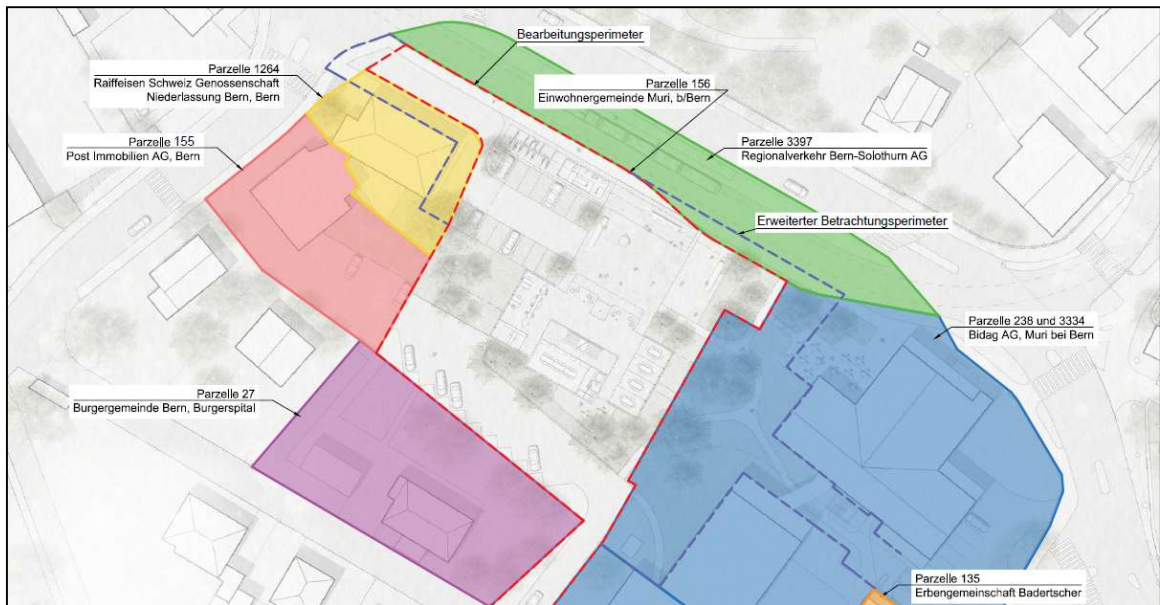 Bearbeitungsperimeter
Parzelle 1264
Raiffeisen Schweiz Genossenschaft
Niederlassung Bern, Bern
Parzelle 156
Einwohnergemeinde Muri, b/Bern
Parzelle 155
Post Immobilien AG, Bern
Parzelle 3397
Regionalverkehr Bern-Solothurn AG
Erweiterter Betrachtungsperimeter
Parzelle 238 und 3334
Bidag AG, Muri bei Bern
Parzelle 27
Burgergemeinde Bern, Burgerspital
Parzelle 135
Erbengemeinschaft Badertscher